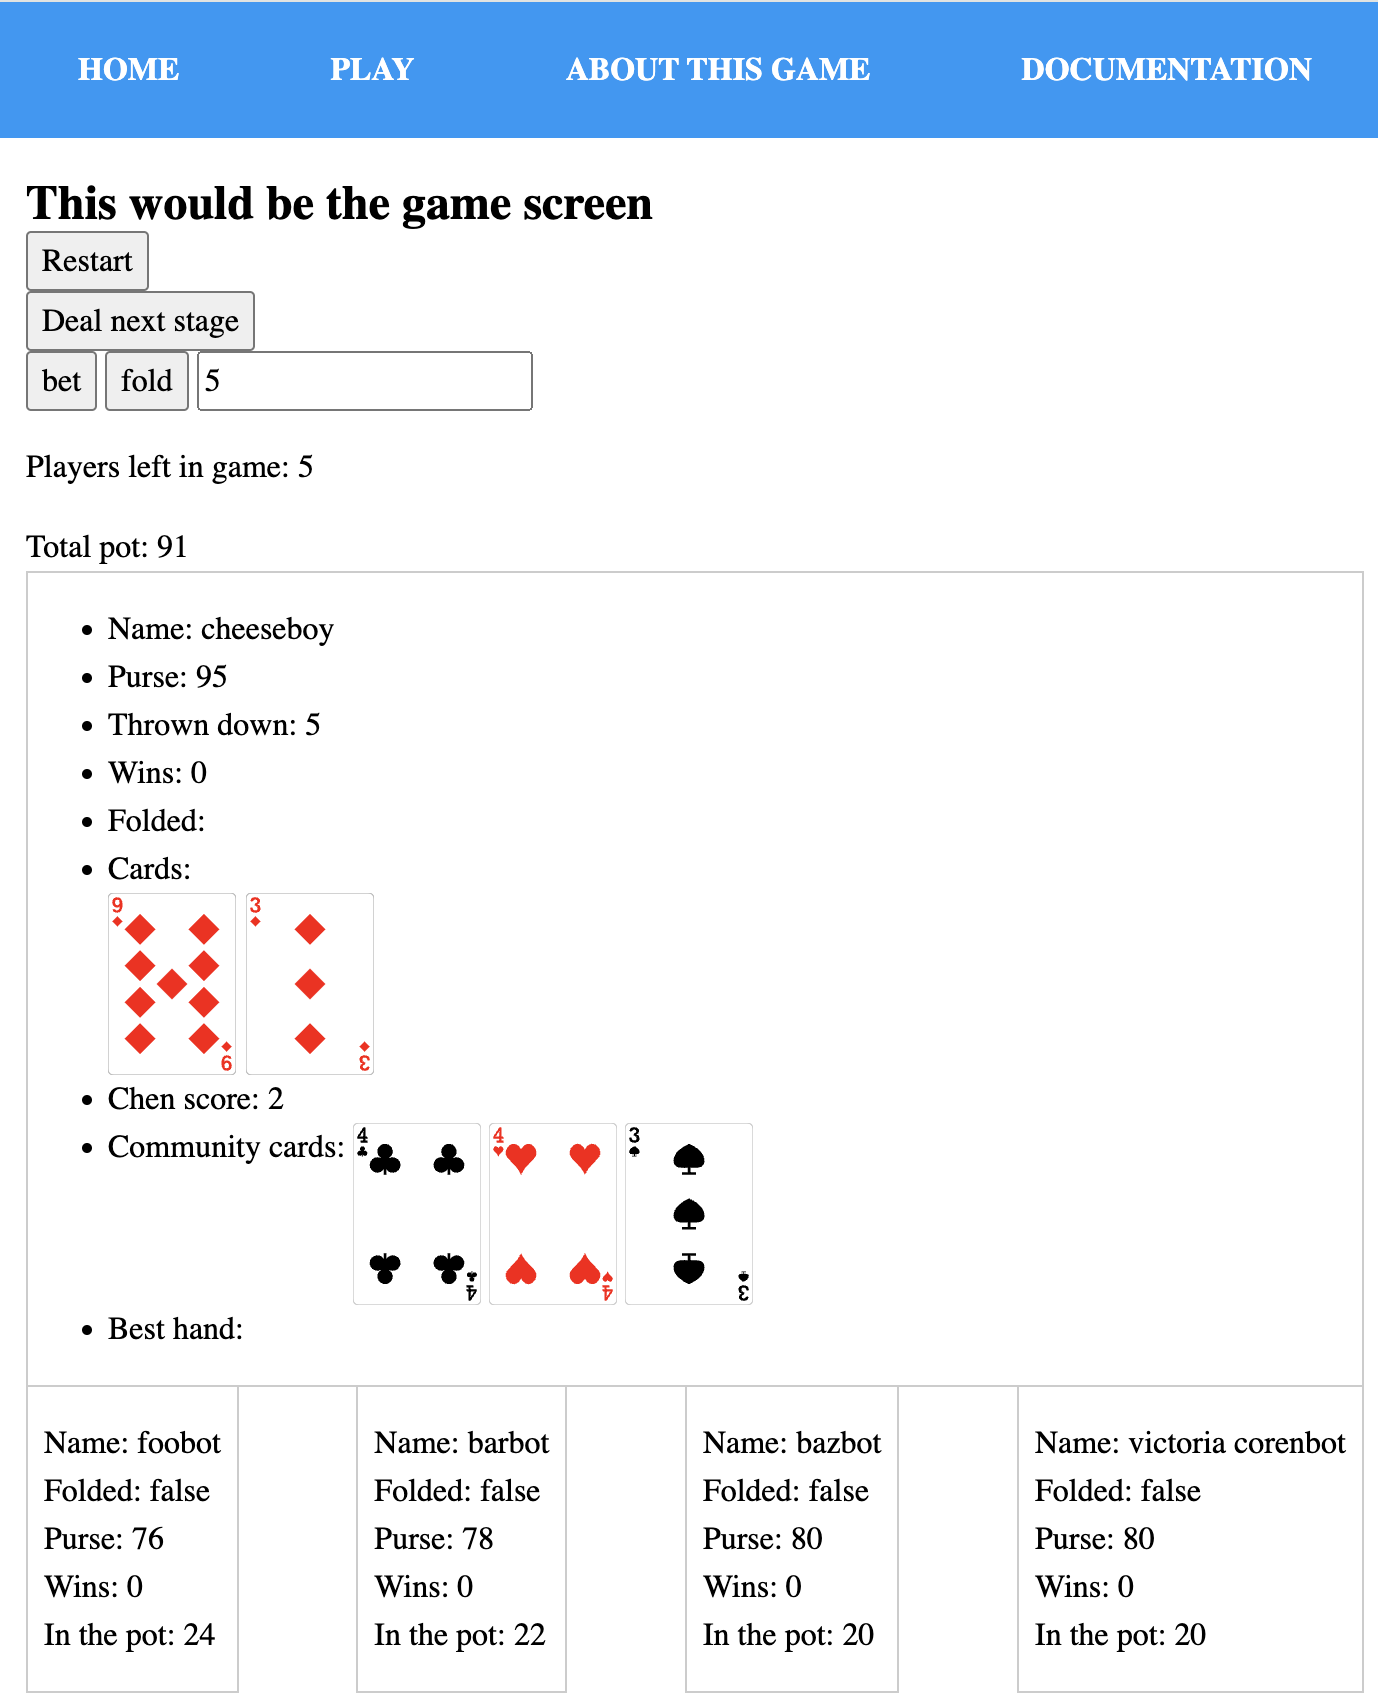 HOME PLAY ABOUT THIS GAME DOCUMENTATION
This would be the game screen
Restart
Deal next stage
bet fold 5
Players left in game: 5
Total pot: 91
Name: cheeseboy
Purse: 95
Thrown down: 5
Wins: 0
Folded:
Cards:
9 3
9 3
Chen score: 2
Community cards: 4 4 3
4 4 3
Best hand:
Name: foobot
Folded: false
Purse: 76
Wins: 0
In the pot: 24
Name: barbot
Folded: false
Purse: 78
Wins: 0
In the pot: 22
Name: bazbot
Folded: false
Purse: 80
Wins: 0
In the pot: 20
Name: victoria corenbot
Folded: false
Purse: 80
Wins: 0
In the pot: 20